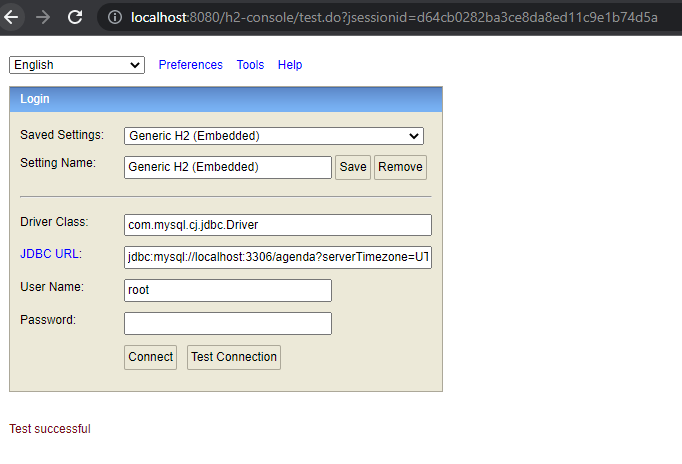 localhost:8080/h2-console/test.do?jsessionid=d64cb0282ba3ce8da8ed11c9e1b74d5a
English Preferences Tools Help
Login
Saved Settings: Generic H2 (Embedded)
Setting Name: Generic H2 (Embedded) Save Remove
Driver Class: com.mysql.cj.jdbc.Driver
JDBC URL: jdbc:mysql://localhost:3306/agenda?serverTimezone=UT
User Name: root
Password:
Connect Test Connection
Test successful